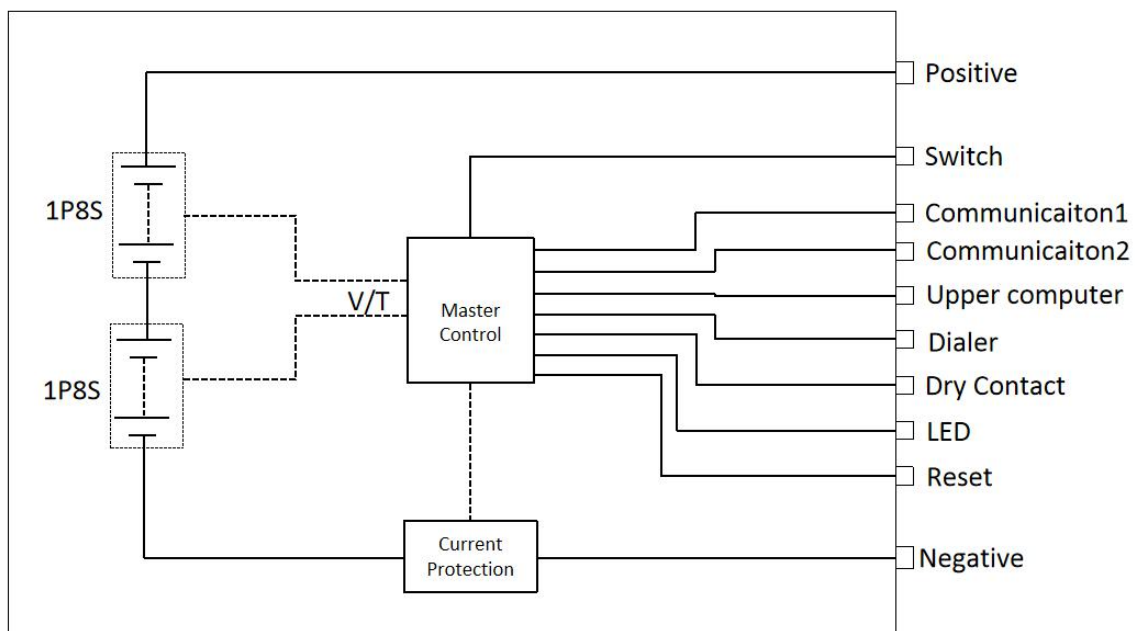 Positive
Switch
1P8S
Communicaiton1
Communicaiton2
V/T
Master
Control
Upper computer
Dialer
1P8S
Dry Contact
LED
Reset
Current
Protection
Negative